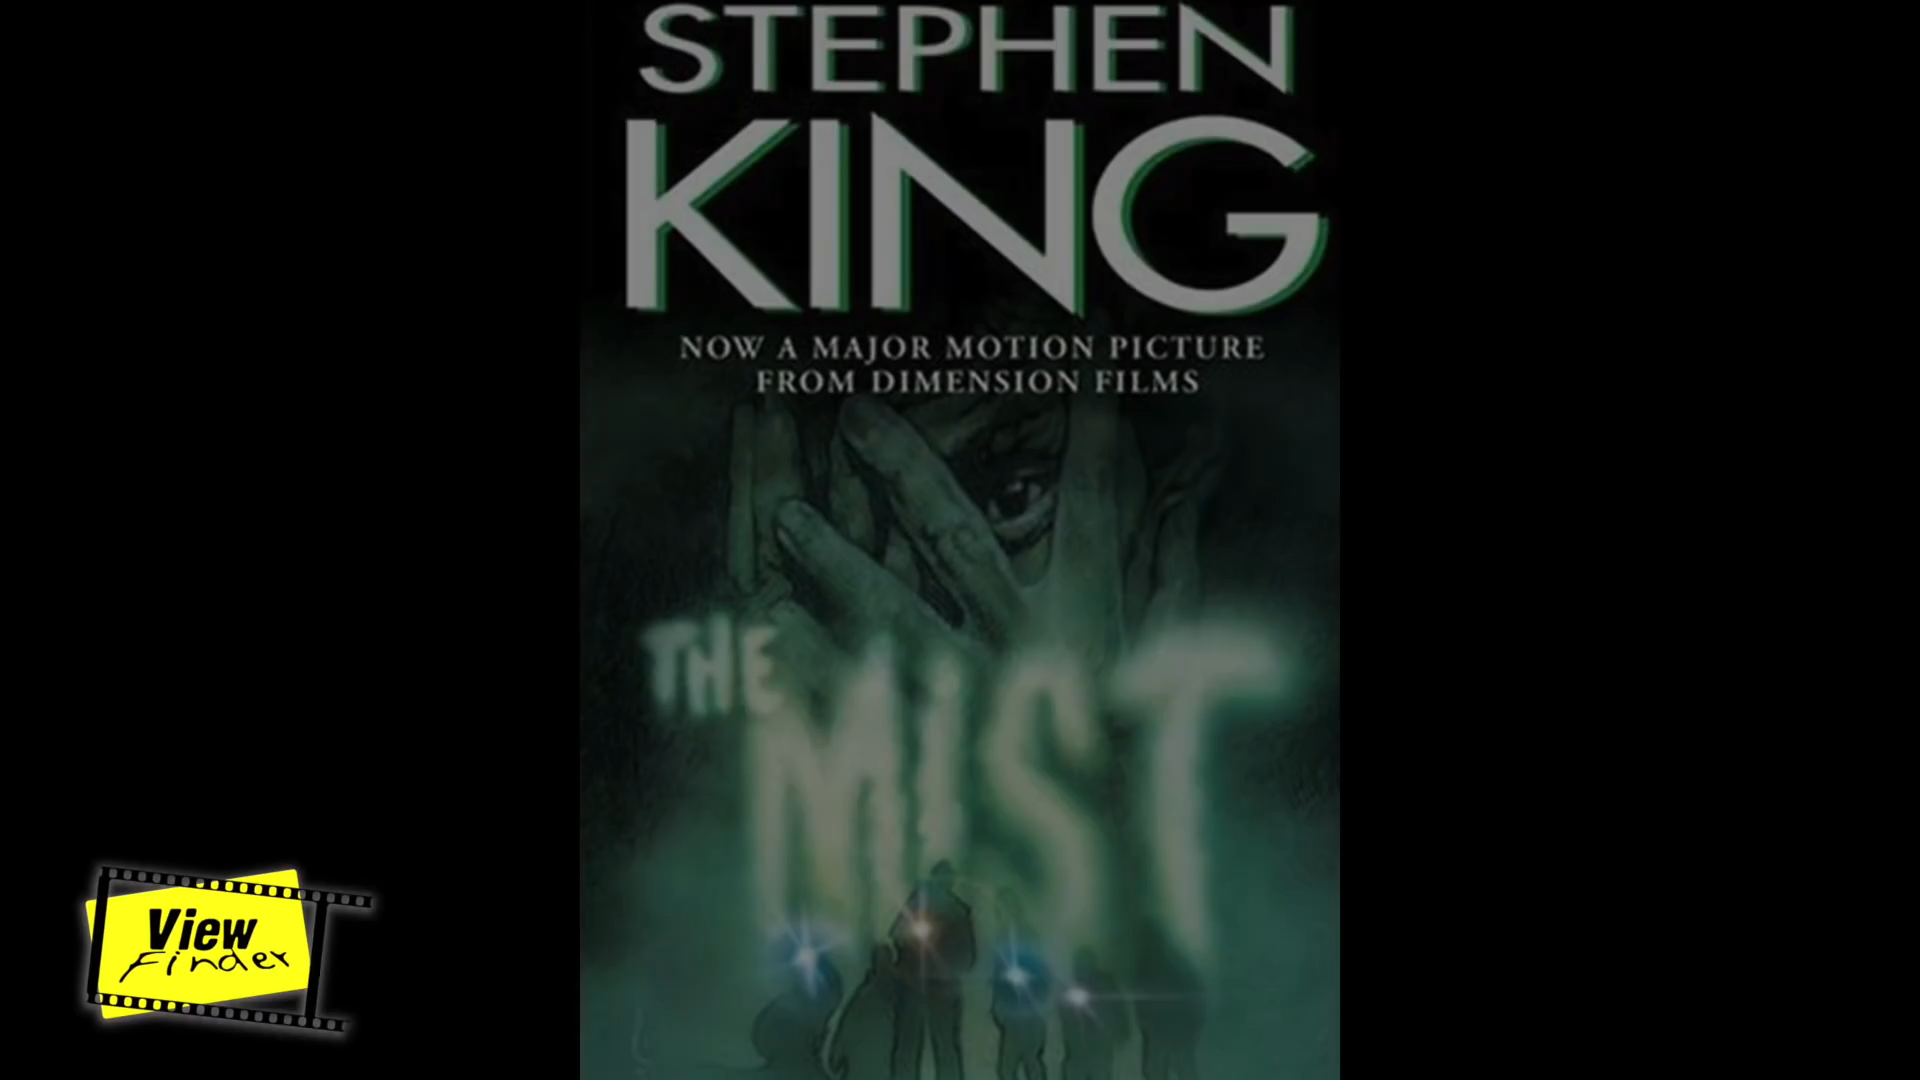 STEPHEN
KING
NOW A MAJOR MOTION PICTURE
FROM DIMENSION FILMS
THE
MIST
View
Finder